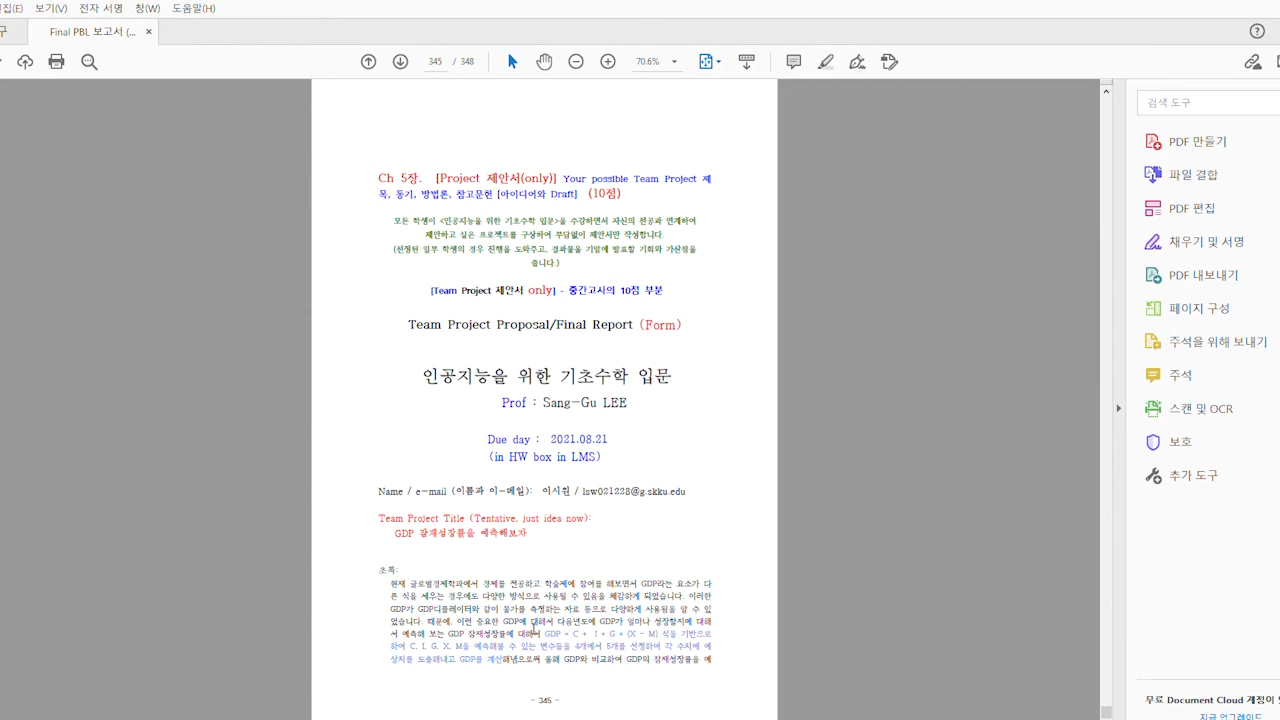 집(E) 보기(V) 전자 서명 창(W) 도움말(H)
구 Final PBL 보고서 (... ×
345 / 348 70.6%
검색 도구
PDF 만들기
파일 결합
PDF 편집
채우기 및 서명
PDF 내보내기
페이지 구성
주석을 위해 보내기
주석
스캔 및 OCR
보호
추가 도구
무료 Document Cloud 계정이
지금 업그레이드
Ch 5장. [Project 제안서(only)] Your possible Team Project 제
목, 동기, 방법론, 참고문헌 [아이디어와 Draft] (10점)
모든 학생이 <인공지능을 위한 기초수학 입문>을 수강하면서 자신의 전공과 연계하여
제안하고 싶은 프로젝트를 구상하여 부담없이 제안서만 작성합니다.
(선정된 일부 학생의 경우 진행을 도와주고, 결과물을 기말에 발표할 기회와 가산점을
줍니다.)
[Team Project 제안서 only] - 중간고사의 10점 부분
Team Project Proposal/Final Report (Form)
인공지능을 위한 기초수학 입문
Prof : Sang-Gu LEE
Due day : 2021.08.21
(in HW box in LMS)
Name / e-mail (이름과 이-메일): 이시원 / lsw021228@g.skku.edu
Team Project Title (Tentative, just idea now):
GDP 잠재성장률을 예측해보자
초록:
현재 글로벌경제학과에서 경제를 전공하고 학술제에 참여를 해보면서 GDP라는 요소가 다
른 식을 세우는 경우에도 다양한 방식으로 사용될 수 있음을 체감하게 되었습니다. 이러한
GDP가 GDP디플레이터와 같이 물가를 측정하는 자료 등으로 다양하게 사용됨을 알 수 있
었습니다. 때문에, 이런 중요한 GDP에 대해서 다음년도에 GDP가 얼마나 성장할지에 대해
서 예측해 보는 GDP 잠재성장률에 대해서 GDP = C + I + G + (X - M) 식을 기반으로
하여 C, I, G, X, M을 예측해볼 수 있는 변수들을 4개에서 5개를 선정하여 각 수치에 예
상치를 도출해내고 GDP를 계산해냄으로써 올해 GDP와 비교하여 GDP의 잠재성장률을 예
- 345 -